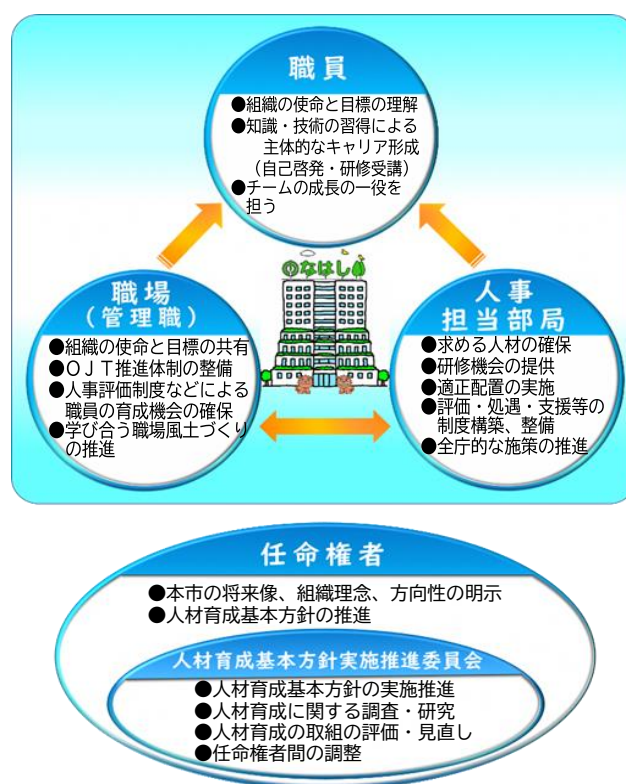 職員
●組織の使命と目標の理解
●知識・技術の習得による
主体的なキャリア形成
（自己啓発・研修受講）
●チームの成長の一役を
担う
なはし
職場
（管理職）
●組織の使命と目標の共有
●ＯＪＴ推進体制の整備
●人事評価制度などによる
職員の育成機会の確保
●学び合う職場風土づくり
の推進
人事
担当部局
●求める人材の確保
●研修機会の提供
●適正配置の実施
●評価・処遇・支援等の
制度構築、整備
●全庁的な施策の推進
任命権者
●本市の将来像、組織理念、方向性の明示
●人材育成基本方針の推進
人材育成基本方針実施推進委員会
●人材育成基本方針の実施推進
●人材育成に関する調査・研究
●人材育成の取組の評価・見直し
●任命権者間の調整